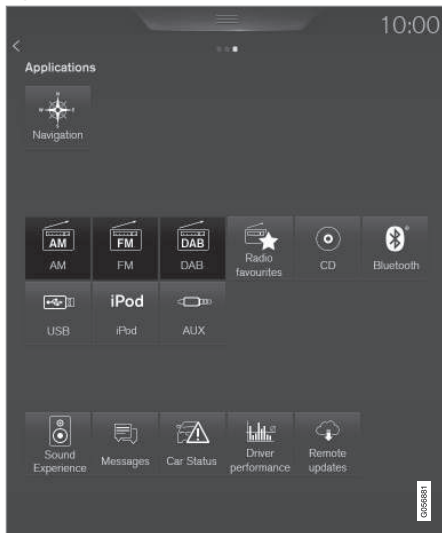 10:00
Applications
N
W E
S
Navigation
AM FM DAB
AM FM DAB Radio favourites CD Bluetooth
iPod
USB iPod AUX
Sound Experience Messages Car Status Driver performance Remote updates
G056881